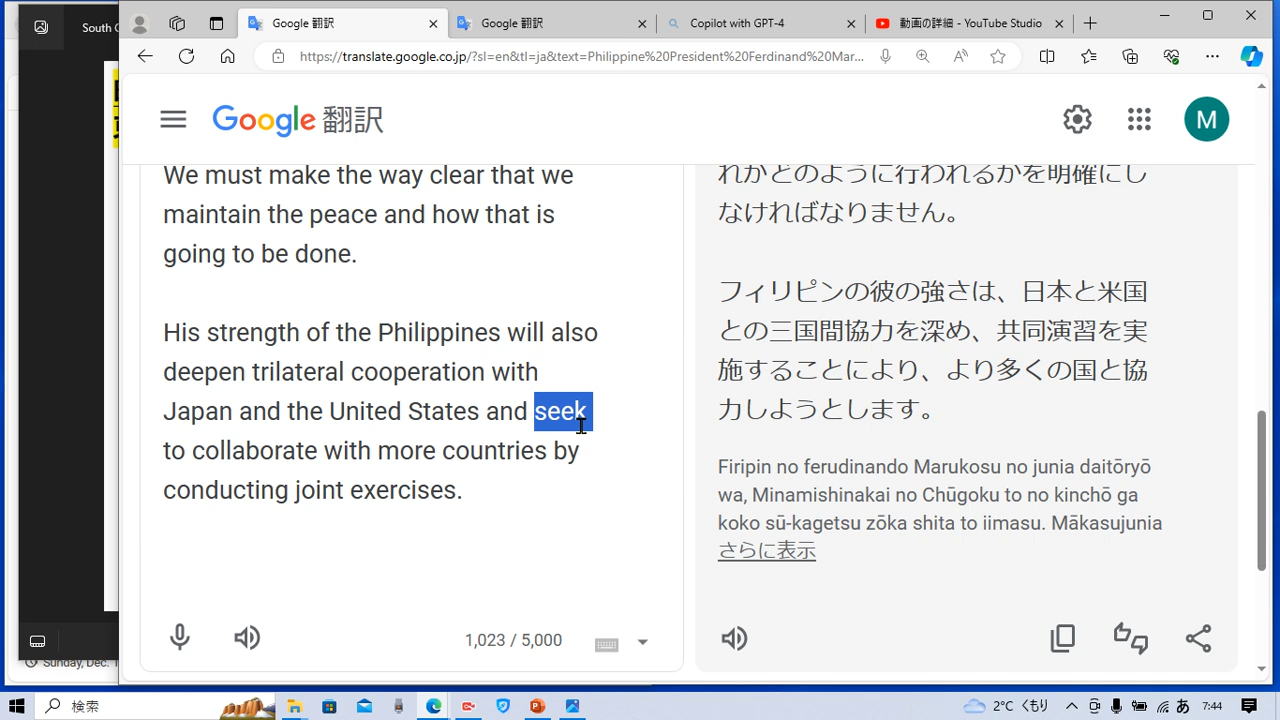 South
Google 翻訳
Google 翻訳
Copilot with GPT-4
動画の詳細 - YouTube Studio
https://translate.google.co.jp/?sl=en&tl=ja&text=Philippine%20President%20Ferdinand%20Mar...
Google 翻訳
M
We must make the way clear that we
maintain the peace and how that is
going to be done.
His strength of the Philippines will also
deepen trilateral cooperation with
Japan and the United States and seek
to collaborate with more countries by
conducting joint exercises.
1,023 / 5,000
れがどのように行われるかを明確にし
なければなりません。
フィリピンの彼の強さは、日本と米国
との三国間協力を深め、共同演習を実
施することにより、より多くの国と協
力しようとします。
Firipin no ferudinando Marukosu no junia daitōryō
wa, Minamishinakai no Chūgoku to no kinchō ga
koko sū-kagetsu zōka shita to iimasu. Mākasujunia
さらに表示
Sunday, Dec.
検索
2°C くもり
あ
7:44